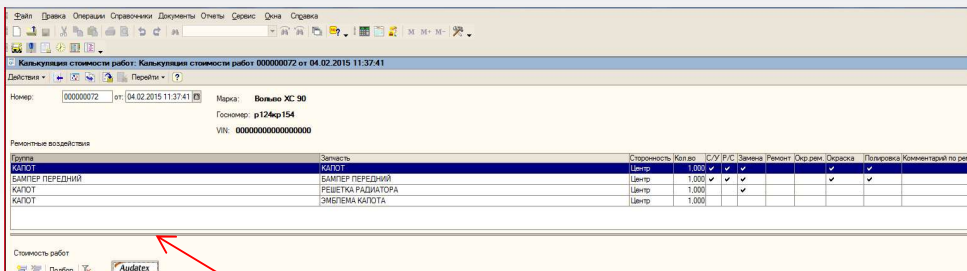 Файл Правка Операции Справочники Документы Отчеты Сервис Окна Справка
M M+ M-
Калькуляция стоимости работ: Калькуляция стоимости работ 000000072 от 04.02.2015 11:37:41
Действия Перейти ?
Номер: 000000072 от: 04.02.2015 11:37:41 Марка: Вольво XC 90
Госномер: р124кр154
VIN: 00000000000000000
Ремонтные воздействия
Группа Запчасть Сторонность Кол.во С/У Р/С Замена Ремонт Окр.рем. Окраска Полировка Комментарий по рем
КАПОТ КАПОТ Центр 1,000
БАМПЕР ПЕРЕДНИЙ БАМПЕР ПЕРЕДНИЙ Центр 1,000
КАПОТ РЕШЕТКА РАДИАТОРА Центр 1,000
КАПОТ ЭМБЛЕМА КАПОТА Центр 1,000
Стоимость работ
Подбор Audatex